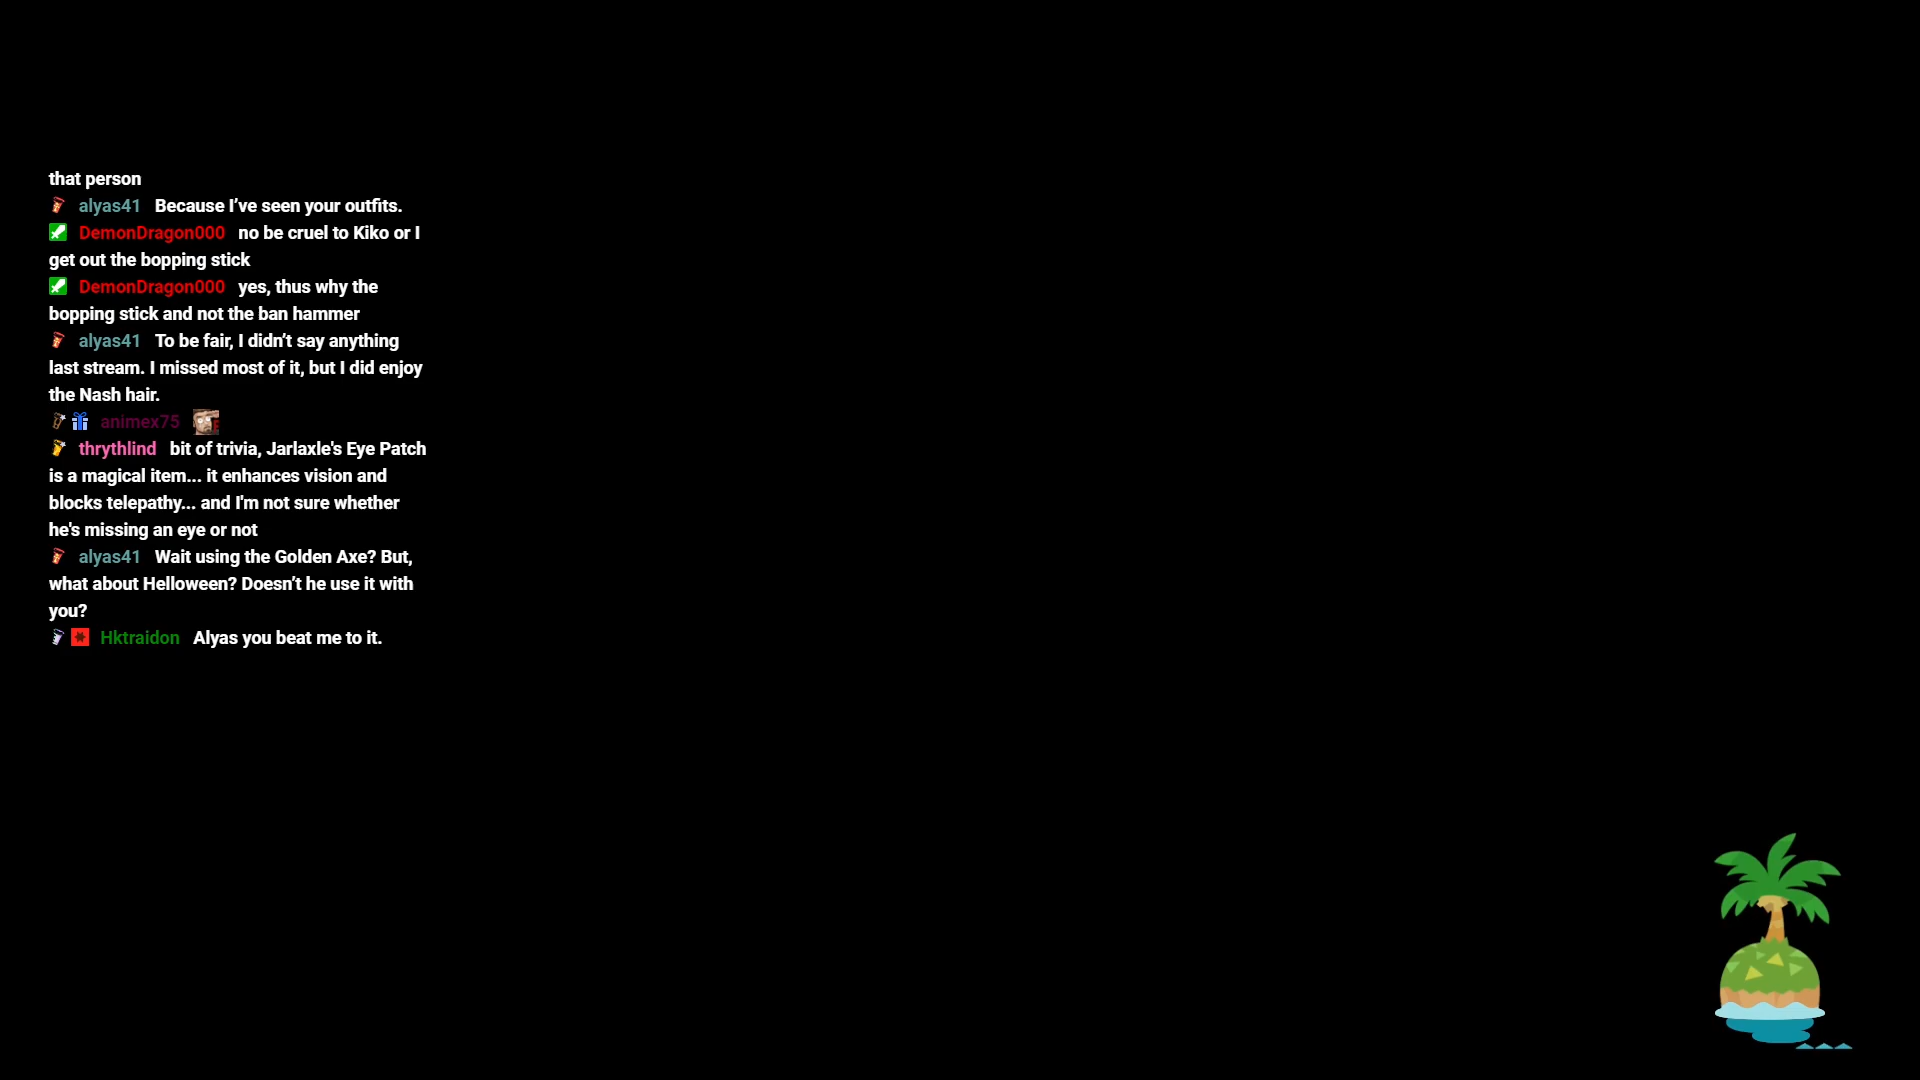 that person
alyas41 Because I’ve seen your outfits.
DemonDragon000 no be cruel to Kiko or I
get out the bopping stick
DemonDragon000 yes, thus why the
bopping stick and not the ban hammer
alyas41 To be fair, I didn’t say anything
last stream. I missed most of it, but I did enjoy
the Nash hair.
animex75
thrythlind bit of trivia, Jarlaxle's Eye Patch
is a magical item... it enhances vision and
blocks telepathy... and I'm not sure whether
he's missing an eye or not
alyas41 Wait using the Golden Axe? But,
what about Helloween? Doesn’t he use it with
you?
Hktraidon Alyas you beat me to it.